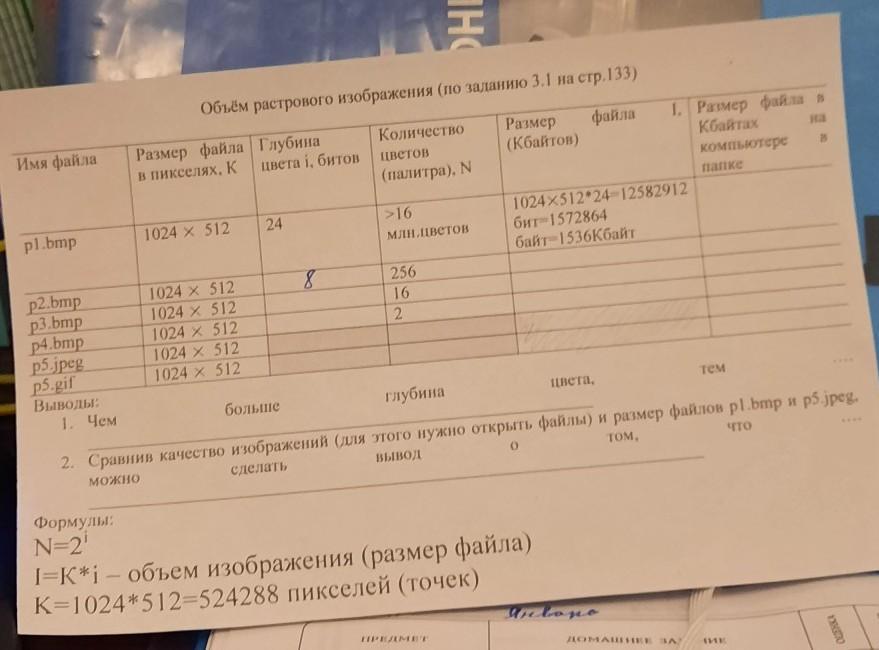 ОН
Объём растрового изображения (по заданию 3.1 на стр.133)
Имя файла | Размер файла в пикселях, K | Глубина цвета i, битов | Количество цветов (палитра), N | Размер файла I, (Кбайтов) | Размер файла в Кбайтах на компьютере в папке
p1.bmp | 1024 × 512 | 24 | >16 млн.цветов | 1024×512*24=12582912 бит=1572864 байт=1536Кбайт
p2.bmp | 1024 × 512 | 8 | 256
p3.bmp | 1024 × 512 | 16
p4.bmp | 1024 × 512 | 2
p5.jpeg | 1024 × 512
p5.gif | 1024 × 512
Выводы:
1. Чем больше глубина цвета, тем ....
2. Сравнив качество изображений (для этого нужно открыть файлы) и размер файлов p1.bmp и p5.jpeg,
можно сделать вывод о том, что ....
Формулы:
N=2ⁱ
I=K*i – объем изображения (размер файла)
K=1024*512=524288 пикселей (точек)
ПРЕДМЕТ ДОМАШНЕЕ